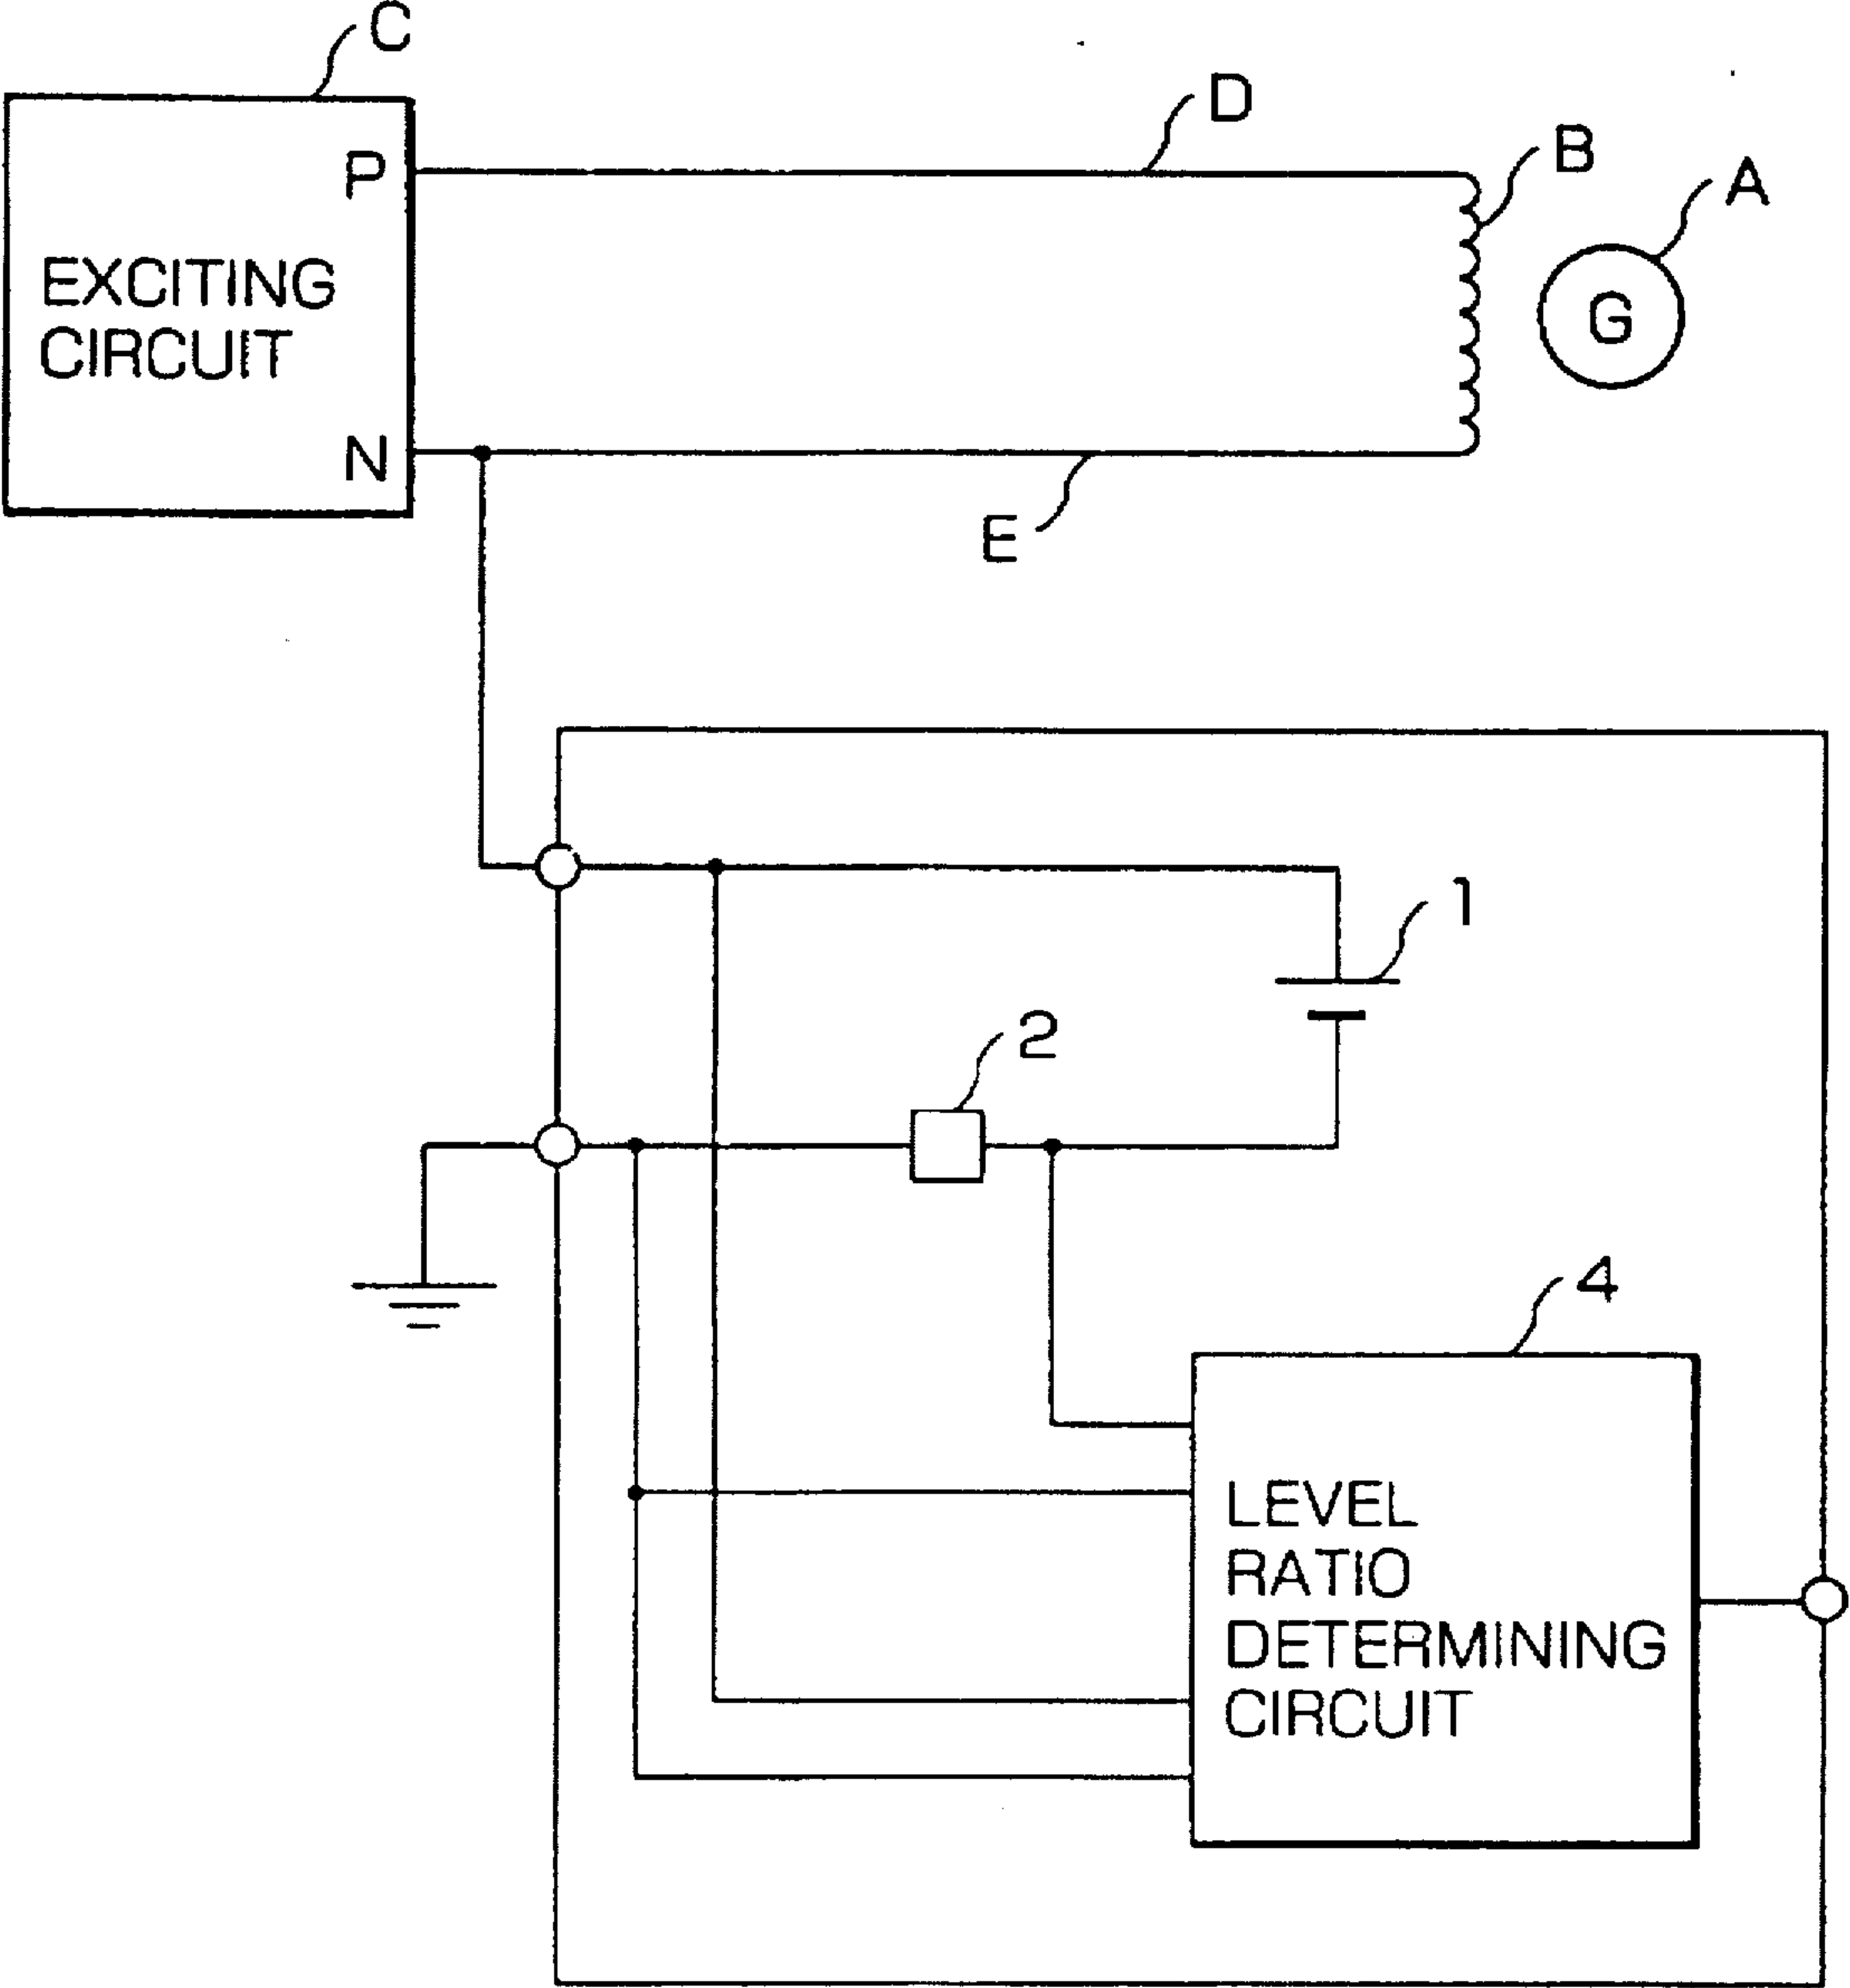 C
D
B
A
P
EXCITING
CIRCUIT
G
N
E
1
2
4
LEVEL
RATIO
DETERMINING
CIRCUIT